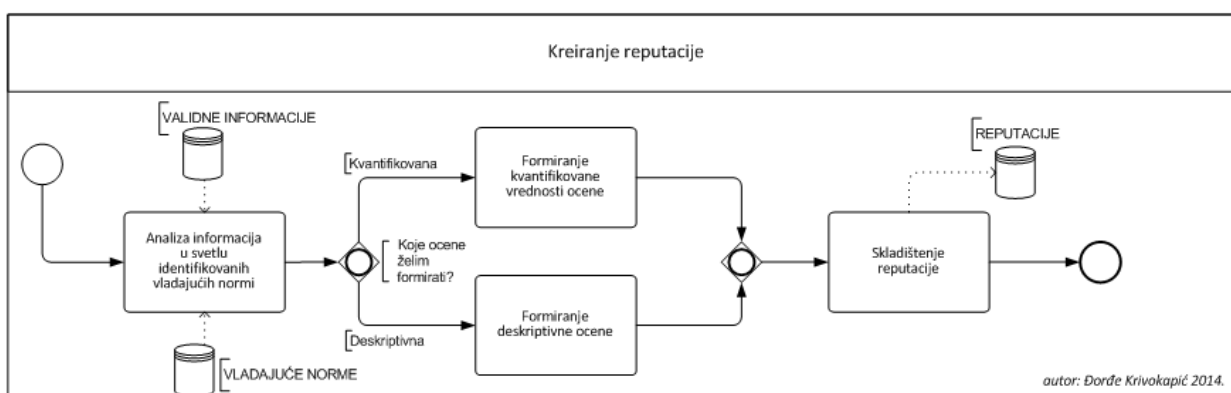 Kreiranje reputacije
VALIDNE INFORMACIJE
Analiza informacija
u svetlu
identifikovanih
vladajućih normi
VLADAJUĆE NORME
Kvantifikovana
Koje ocene
želim
formirati?
Deskriptivna
Formiranje
kvantifikovane
vrednosti ocene
Formiranje
deskriptivne ocene
REPUTACIJE
Skladištenje
reputacije
autor: Đorđe Krivokapić 2014.